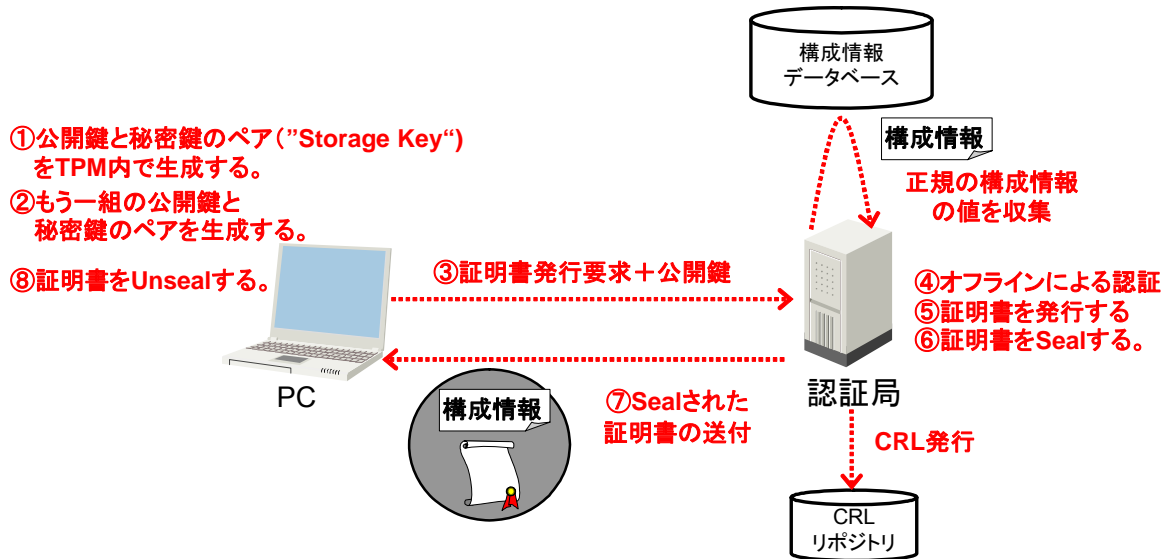 構成情報
データベース
①公開鍵と秘密鍵のペア(”Storage Key“)
をTPM内で生成する。
②もう一組の公開鍵と
秘密鍵のペアを生成する。
⑧証明書をUnsealする。
構成情報
正規の構成情報
の値を収集
③証明書発行要求＋公開鍵
④オフラインによる認証
⑤証明書を発行する
⑥証明書をSealする。
PC
構成情報
⑦Sealされた
証明書の送付
認証局
CRL発行
CRL
リポジトリ